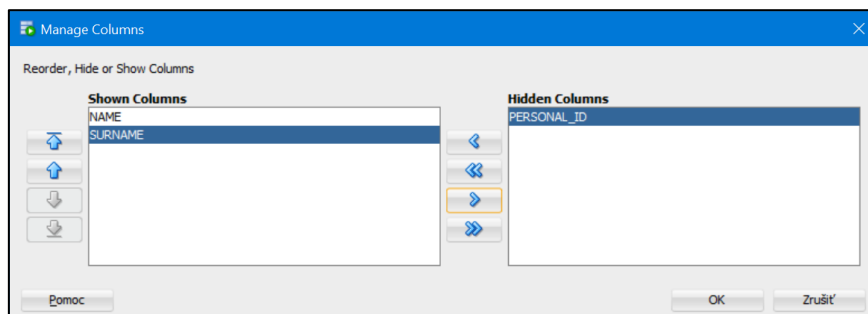 Manage Columns
Reorder, Hide or Show Columns
Shown Columns
NAME
SURNAME
Hidden Columns
PERSONAL_ID
Pomoc
OK
Zrušiť